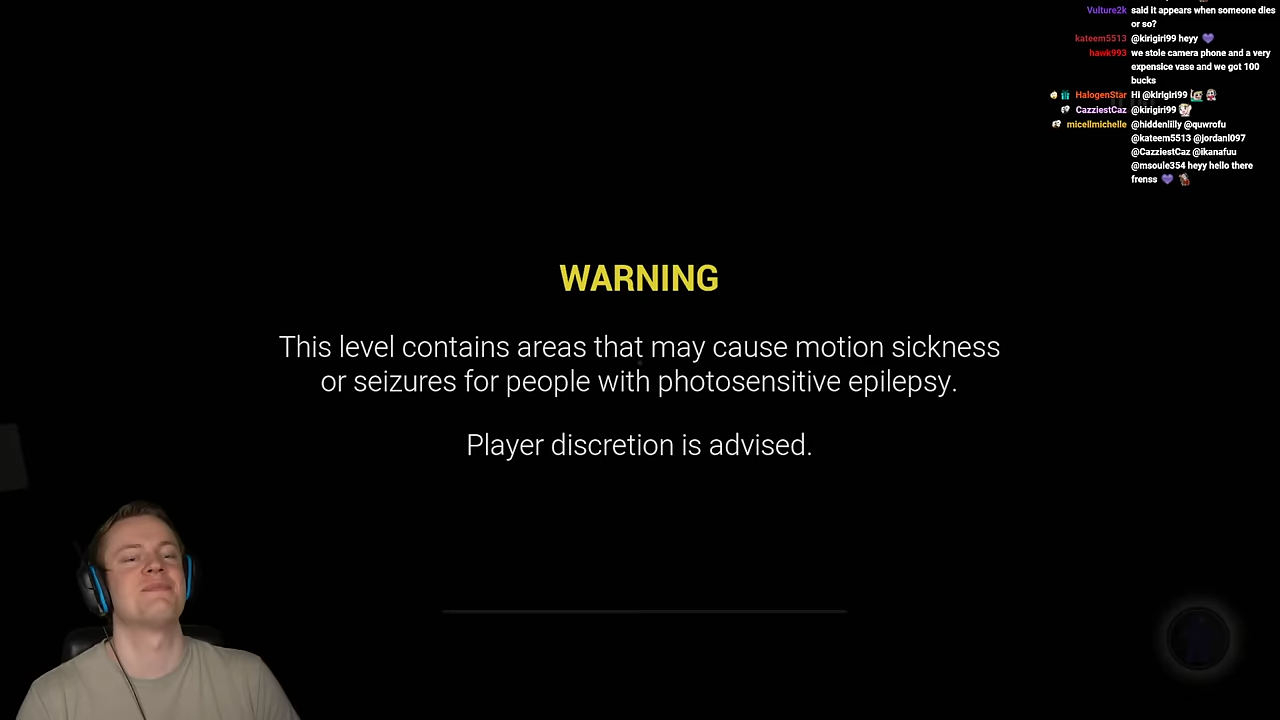 Vulture2k said it appears when someone dies
or so?
kateem5513 @kirigiri99 heyy
hawk993 we stole camera phone and a very
expensice vase and we got 100
bucks
HalogenStar Hi @kirigiri99
CazziestCaz @kirigiri99
micellmichelle @hiddenlilly @quwrofu
@kateem5513 @jordanl097
@CazziestCaz @ikanafuu
@msoule354 heyy hello there
frenss
WARNING
This level contains areas that may cause motion sickness
or seizures for people with photosensitive epilepsy.
Player discretion is advised.